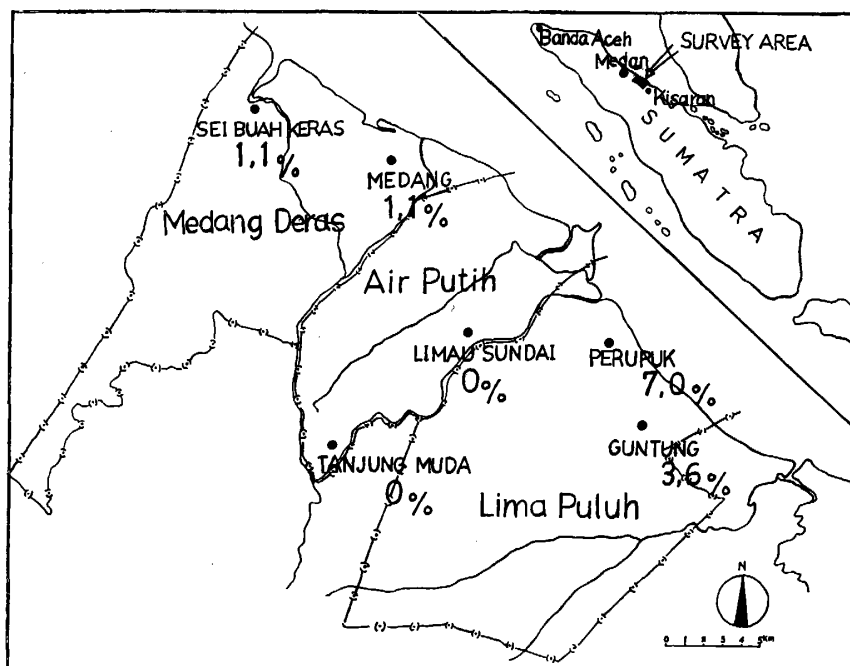 Banda Aceh
SURVEY AREA
Medan
Kisaran
SUMATRA
SEI BUAH KERAS
1,1%
MEDANG
1,1%
Medang Deras
Air Putih
LIMAU SUNDAI
0%
PERUPUK
7,0%
GUNTUNG
3,6%
TANJUNG MUDA
0%
Lima Puluh
N
0 1 2 3 4 5km